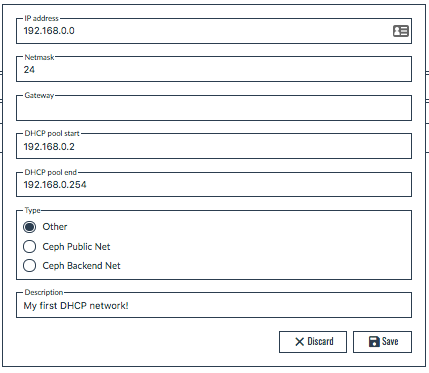 IP address
192.168.0.0
Netmask
24
Gateway
DHCP pool start
192.168.0.2
DHCP pool end
192.168.0.254
Type
Other
Ceph Public Net
Ceph Backend Net
Description
My first DHCP network!
Discard Save